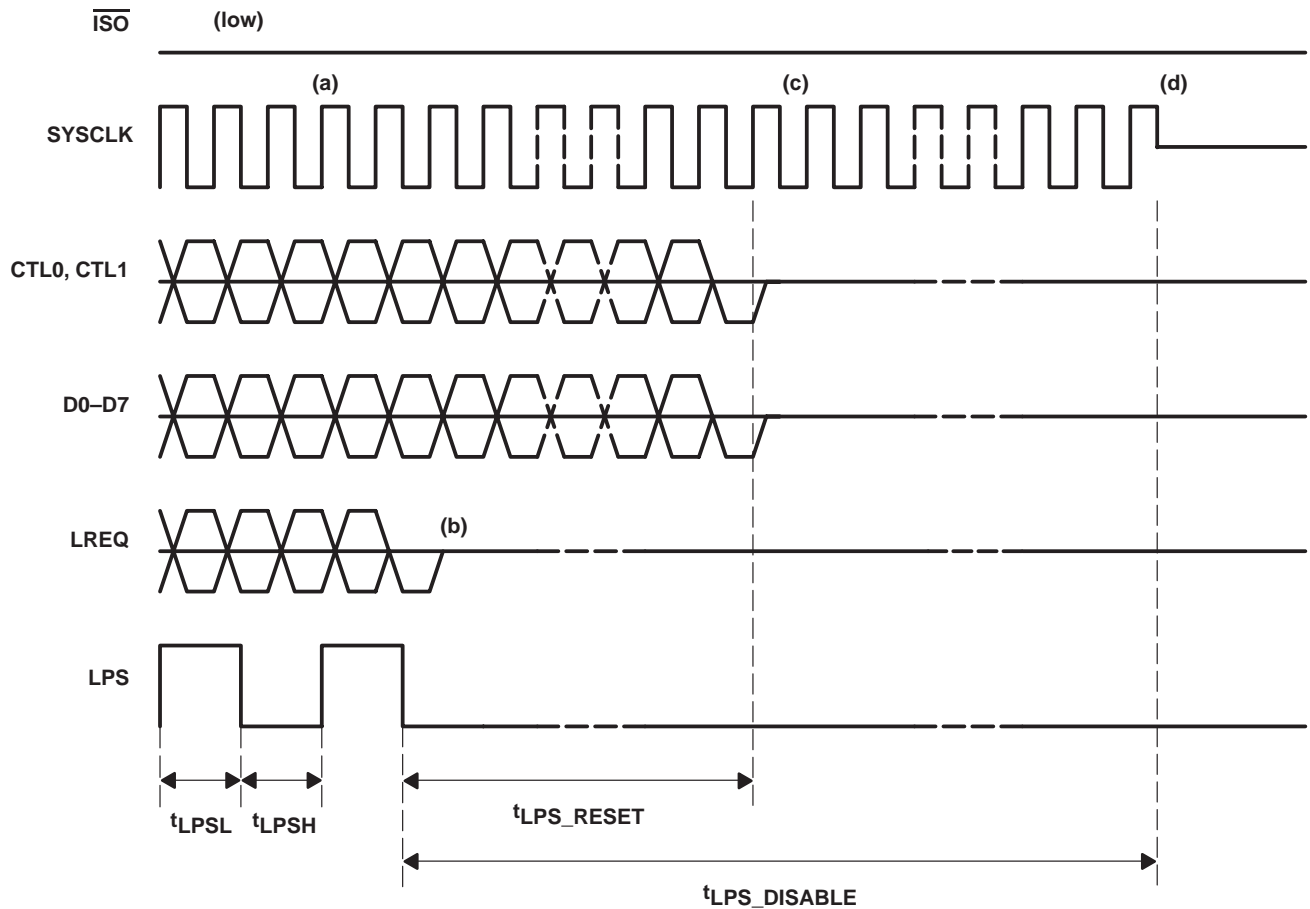 ISO (low)
(a) (c) (d)
SYSCLK
CTL0, CTL1
D0–D7
(b)
LREQ
LPS
tLPSL tLPSH tLPS_RESET
tLPS_DISABLE